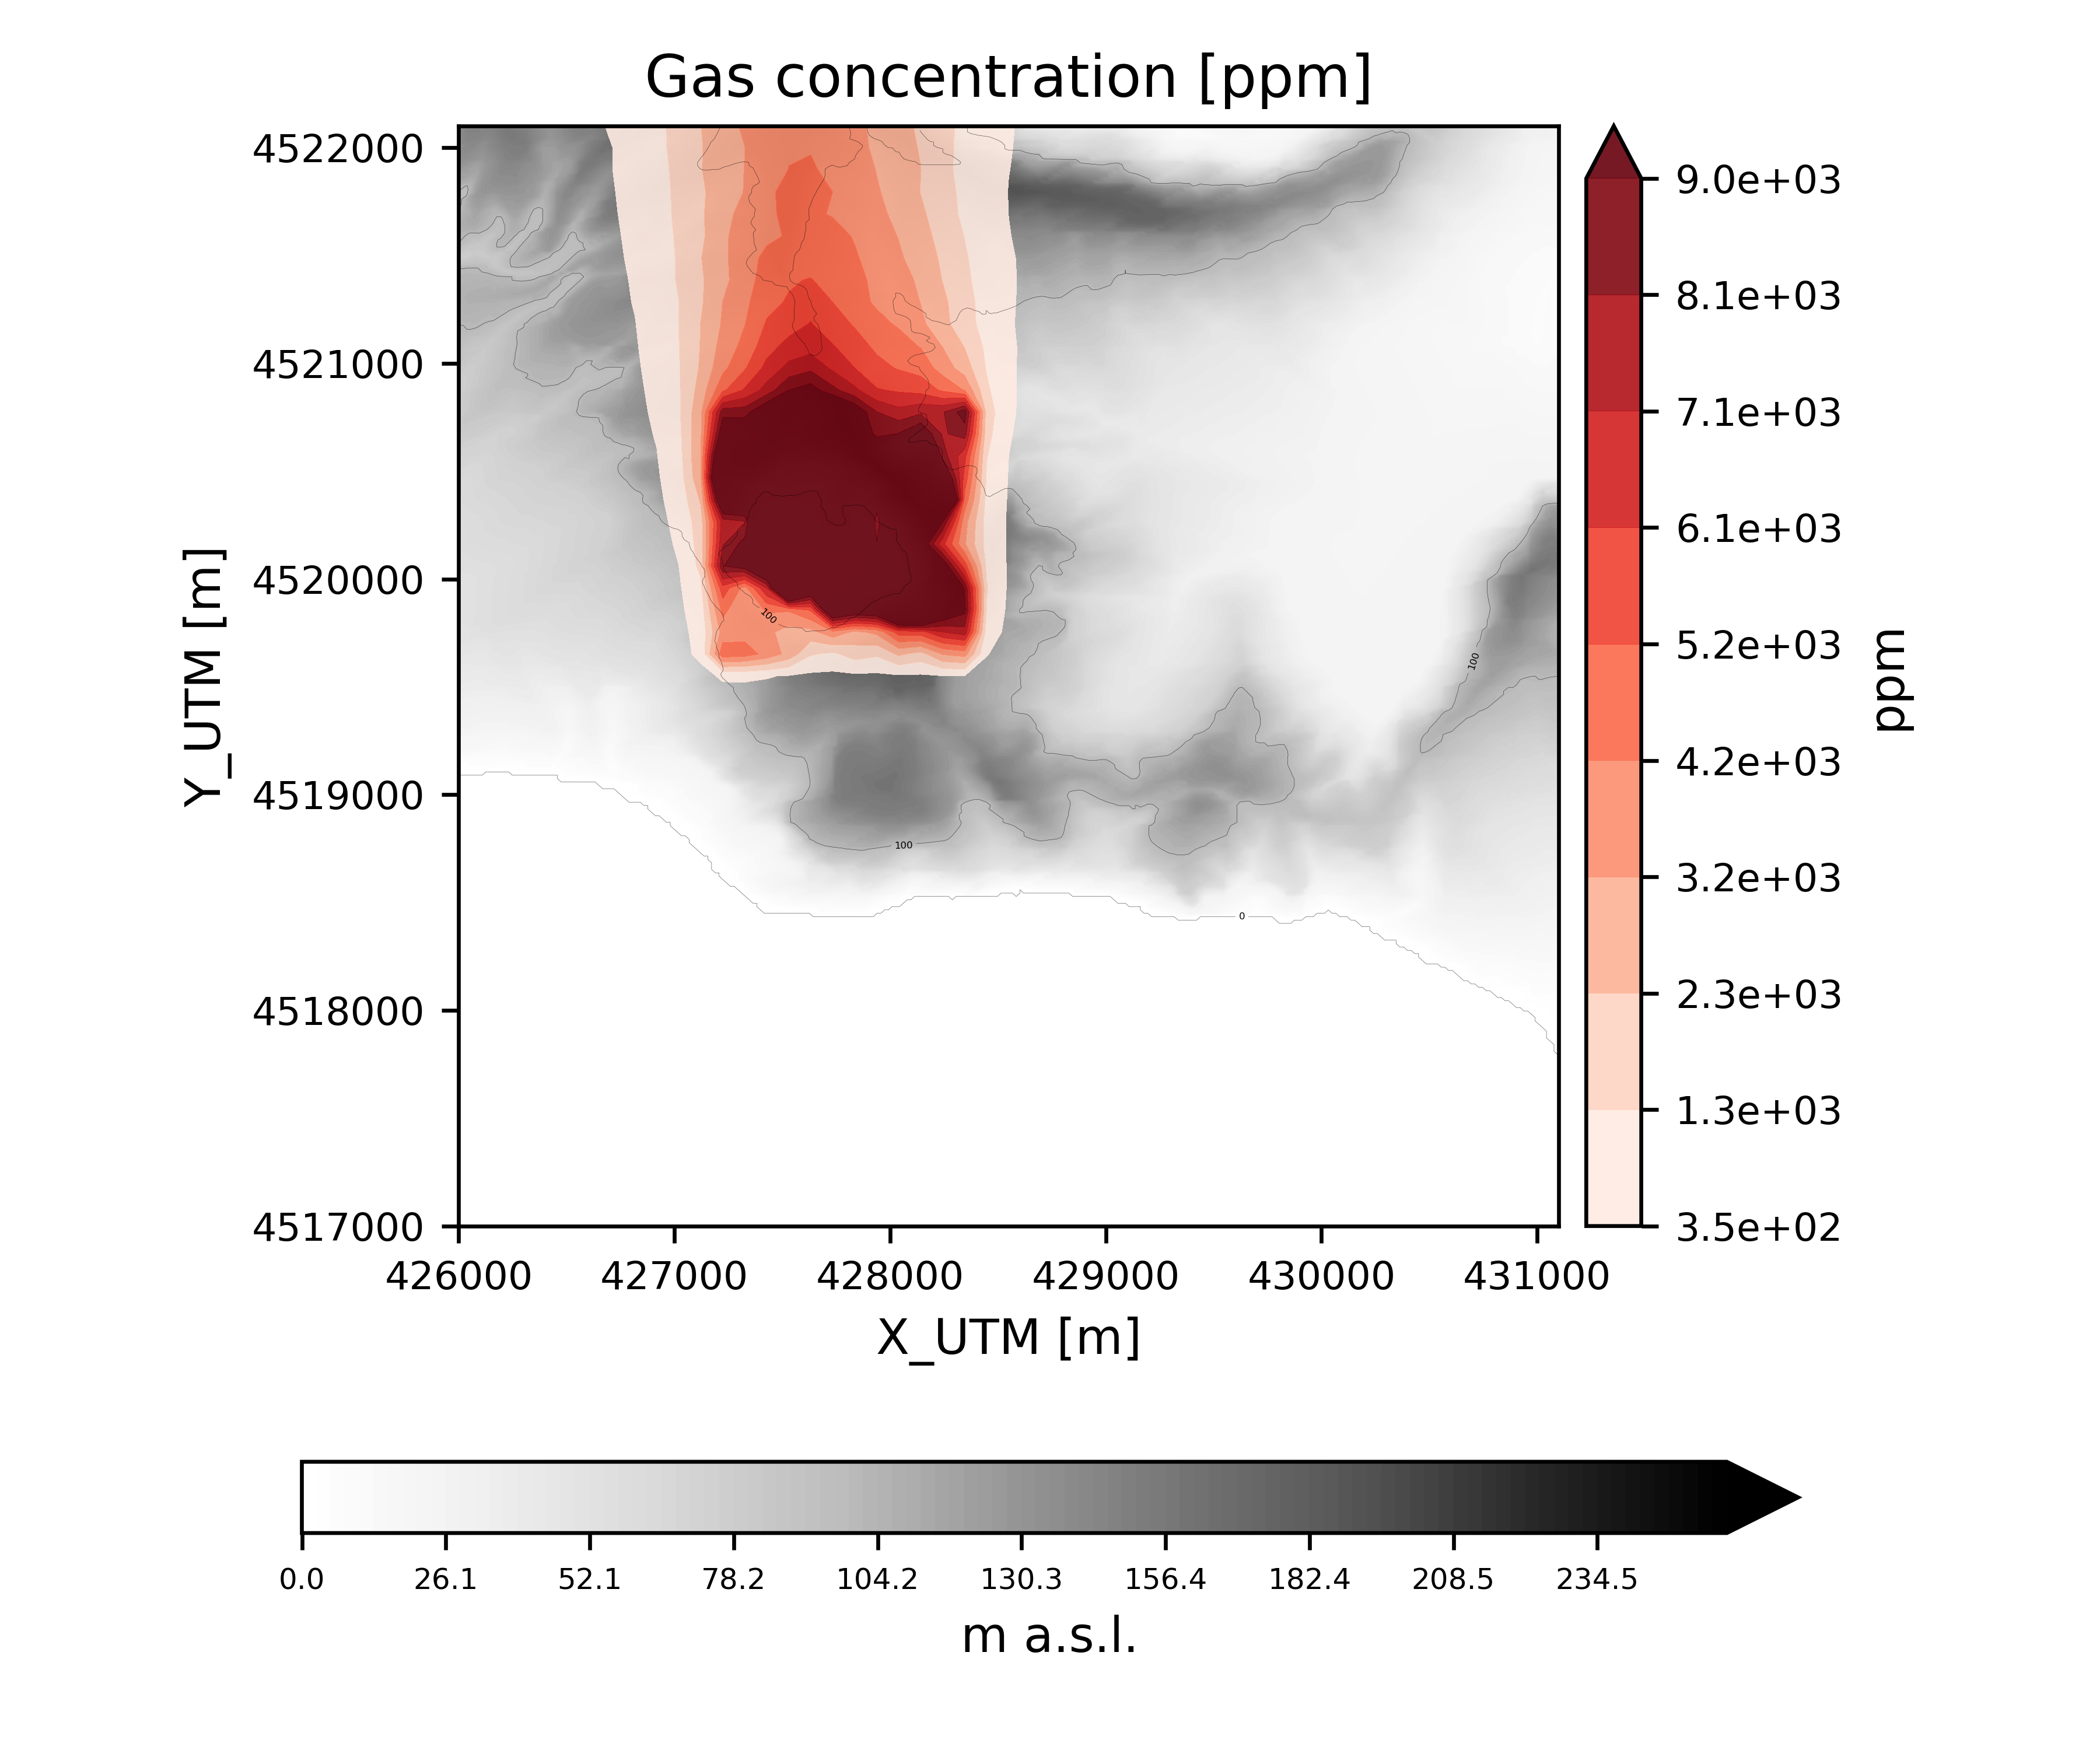 Gas concentration [ppm]
4522000
4521000
4520000
4519000
4518000
4517000
Y_UTM [m]
100
100
100
0
426000 427000 428000 429000 430000 431000
X_UTM [m]
9.0e+03
8.1e+03
7.1e+03
6.1e+03
5.2e+03
4.2e+03
3.2e+03
2.3e+03
1.3e+03
3.5e+02
ppm
0.0 26.1 52.1 78.2 104.2 130.3 156.4 182.4 208.5 234.5
m a.s.l.